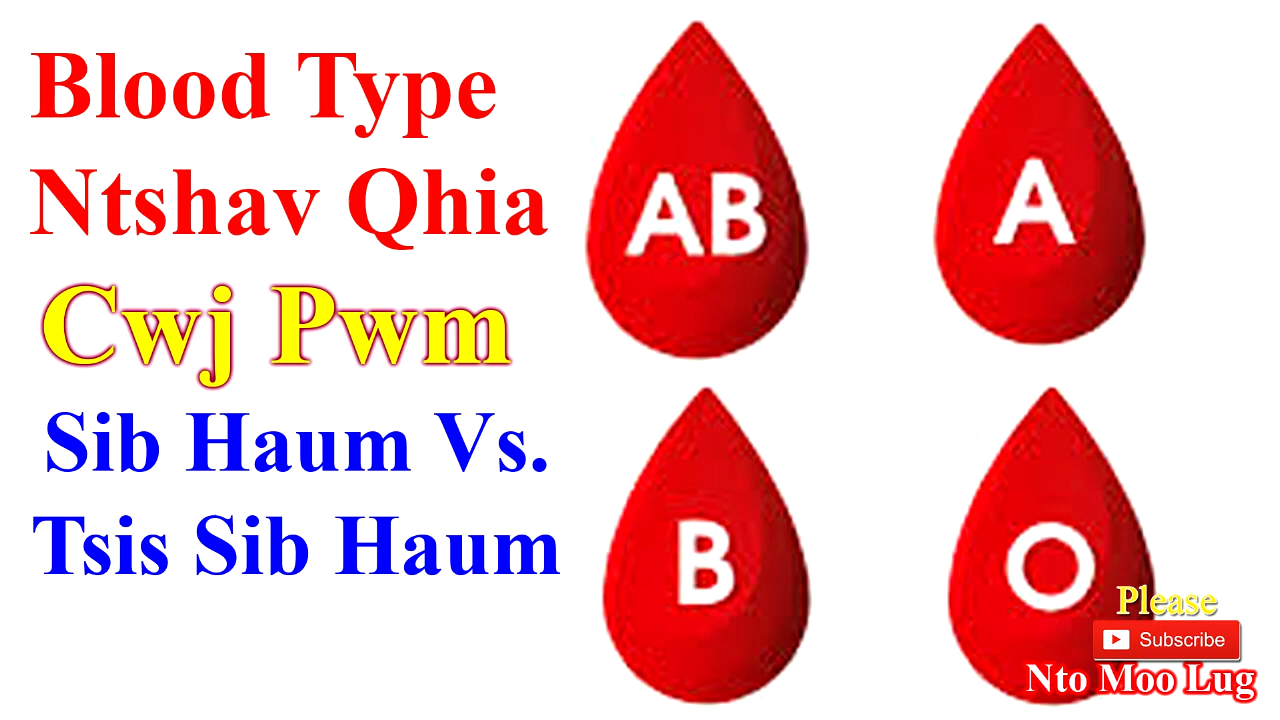 Blood Type
Ntshav Qhia
Cwj Pwm
Sib Haum Vs.
Tsis Sib Haum
AB
A
B
O
Please
Subscribe
Nto Moo Lug